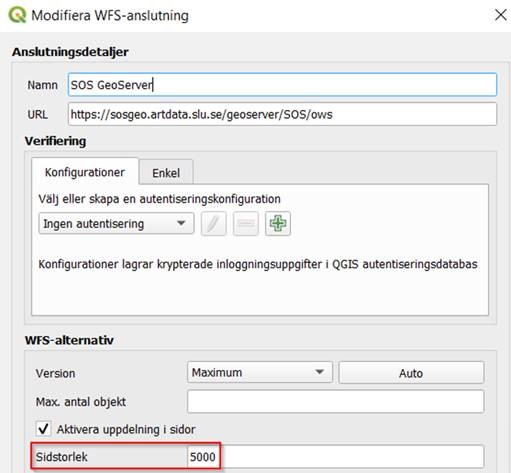 Modifiera WFS-anslutning
Anslutningsdetaljer
Namn SOS GeoServer
URL https://sosgeo.artdata.slu.se/geoserver/SOS/ows
Verifiering
Konfigurationer Enkel
Välj eller skapa en autentiseringskonfiguration
Ingen autentisering
Konfigurationer lagrar krypterade inloggningsuppgifter i QGIS autentiseringsdatabas
WFS-alternativ
Version Maximum Auto
Max. antal objekt
Aktivera uppdelning i sidor
Sidstorlek 5000